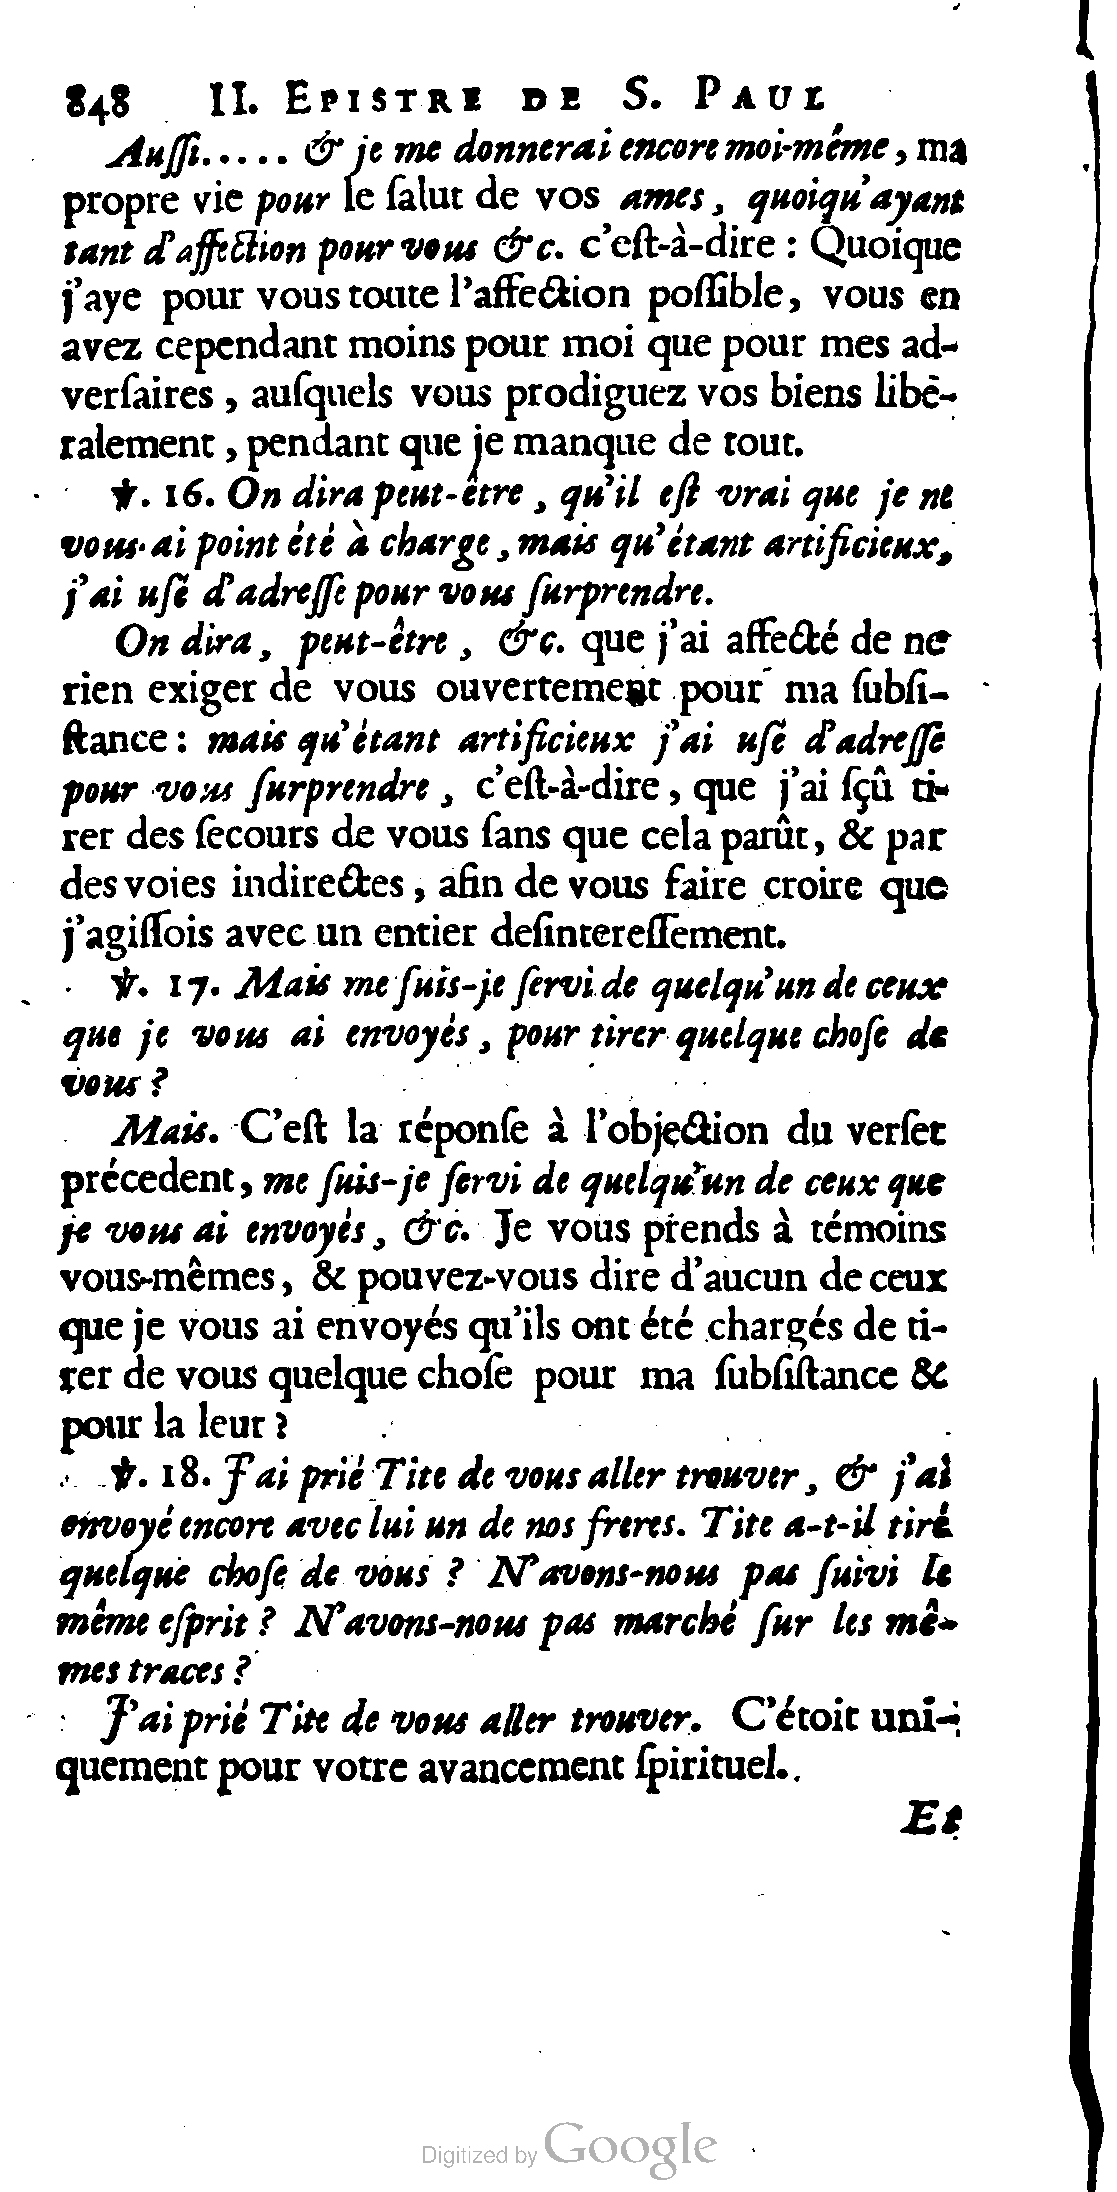 848 II. EPISTRE DE S. PAUL
Auſſi..... & je me donnerai encore moi-même, ma
propre vie pour le ſalut de vos ames, quoiqu'ayant
tant d'affection pour vous &c. c'eſt-à-dire : Quoique
j'aye pour vous toute l'affection poſſible, vous en
avez cependant moins pour moi que pour mes ad-
verſaires, auſquels vous prodiguez vos biens libé-
ralement, pendant que je manque de tout.
℣. 16. On dira peut-être, qu'il eſt vrai que je ne
vous ai point été à charge, mais qu'étant artificieux,
j'ai uſé d'adreſſe pour vous ſurprendre.
On dira, peut-être, &c. que j'ai affecté de ne
rien exiger de vous ouvertement pour ma ſubſi-
ſtance : mais qu'étant artificieux j'ai uſé d'adreſſe
pour vous ſurprendre, c'eſt-à-dire, que j'ai ſçû ti-
rer des ſecours de vous ſans que cela parût, & par
des voies indirectes, afin de vous faire croire que
j'agiſſois avec un entier deſintereſſement.
℣. 17. Mais me ſuis-je ſervi de quelqu'un de ceux
que je vous ai envoyés, pour tirer quelque choſe de
vous ?
Mais. C'eſt la réponſe à l'objection du verſet
précedent, me ſuis-je ſervi de quelqu'un de ceux que
je vous ai envoyés, &c. Je vous prends à témoins
vous-mêmes, & pouvez-vous dire d'aucun de ceux
que je vous ai envoyés qu'ils ont été chargés de ti-
rer de vous quelque choſe pour ma ſubſiſtance &
pour la leur ?
℣. 18. J'ai prié Tite de vous aller trouver, & j'ai
envoyé encore avec lui un de nos freres. Tite a-t-il tiré
quelque choſe de vous ? N'avons-nous pas ſuivi le
même eſprit ? N'avons-nous pas marché ſur les mê-
mes traces ?
J'ai prié Tite de vous aller trouver. C'étoit uni-
quement pour votre avancement ſpirituel.
Et
Digitized by Google